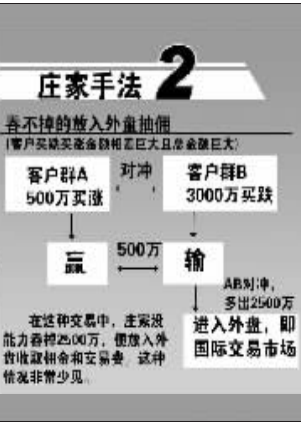 庄家手法2
吞不掉的放入外盘抽佣
(客户买跌买涨金额相差巨大且总金额巨大)
客户群A
500万买涨
对冲
客户群B
3000万买跌
赢
500万
输
AB对冲,
多出2500万
在这种交易中,庄家没
能力吞掉2500万,便放入外
盘收取佣金和交易费。这种
情况非常少见。
进入外盘,即
国际交易市场